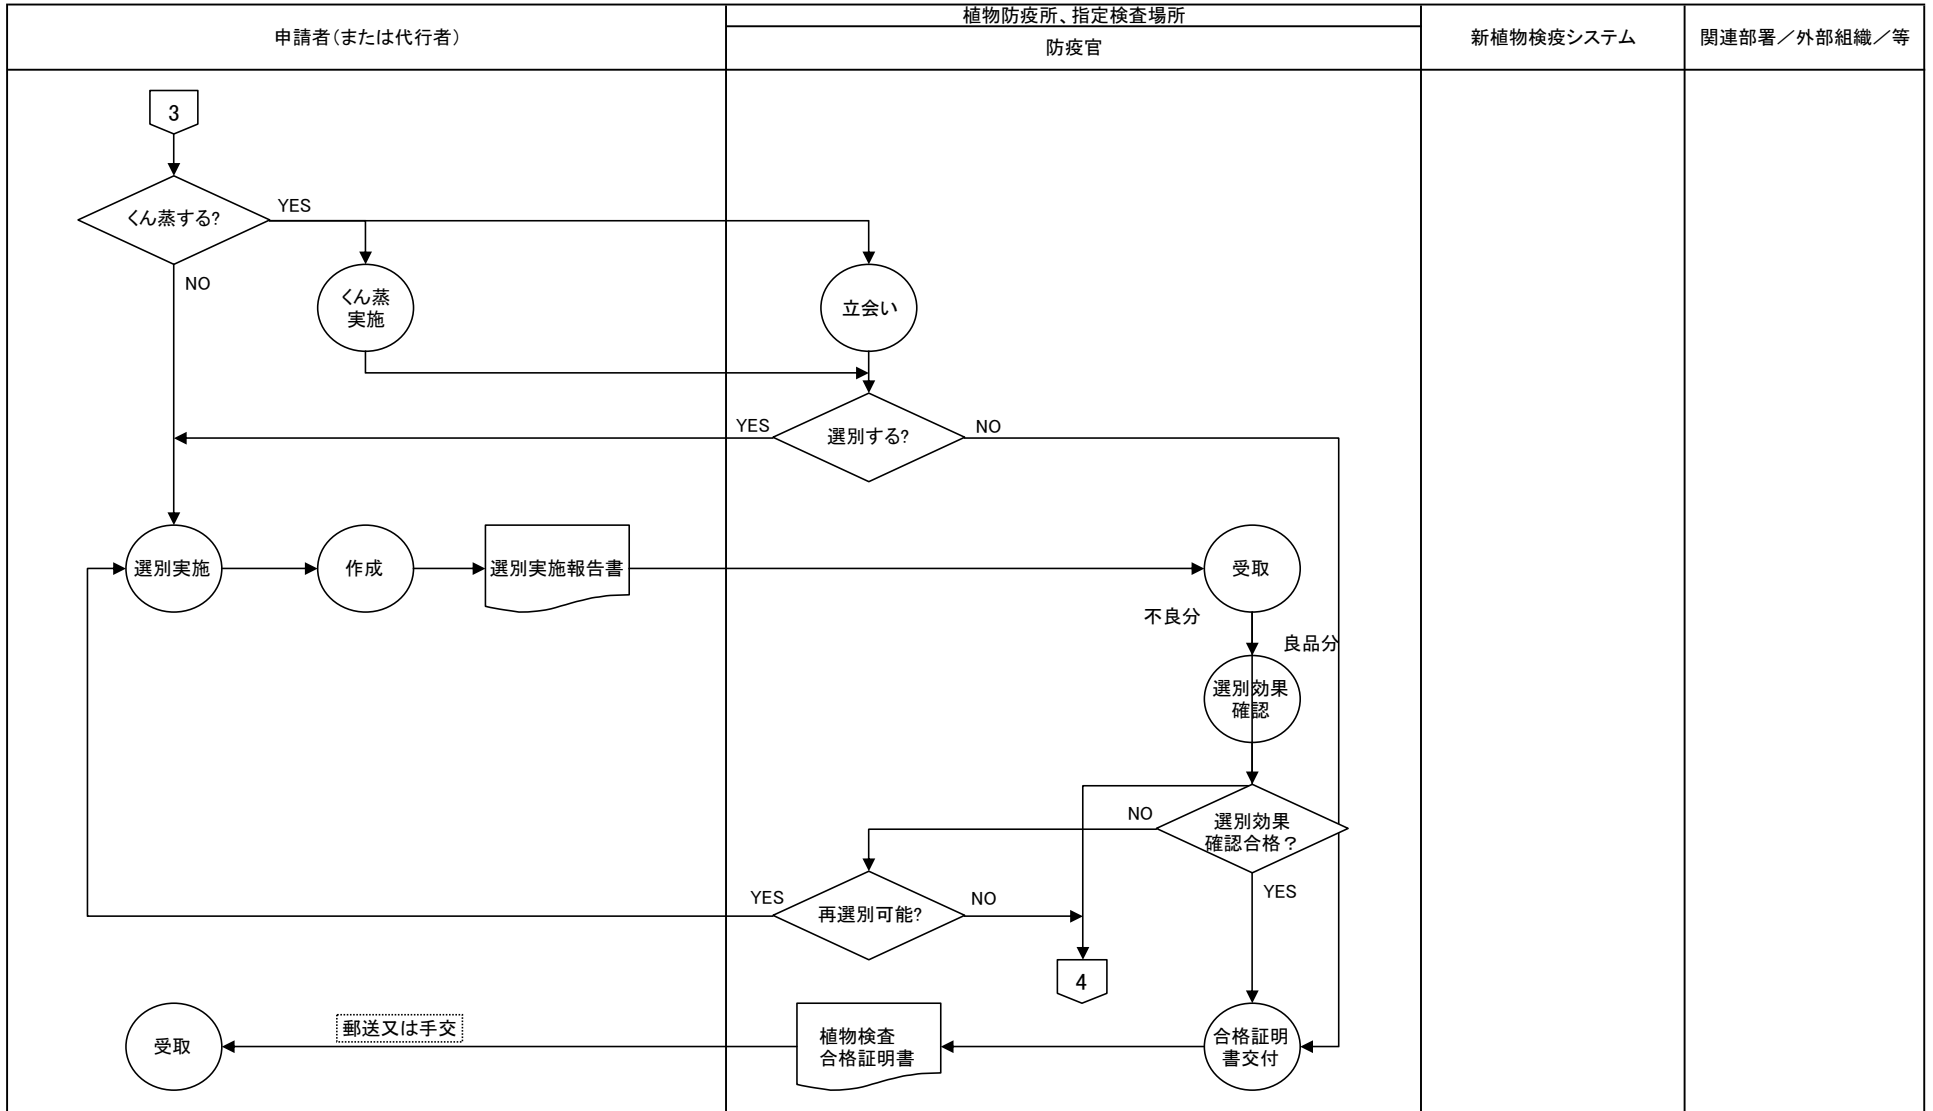 植物防疫所、指定検査場所
申請者（または代行者）
防疫官
新植物検疫システム
関連部署／外部組織／等
3
くん蒸する?
YES
NO
くん蒸
実施
立会い
YES
選別する?
NO
選別実施
作成
選別実施報告書
受取
不良分
良品分
選別効果
確認
NO
選別効果
確認合格？
YES
YES
再選別可能?
NO
4
受取
郵送又は手交
植物検査
合格証明書
合格証明
書交付